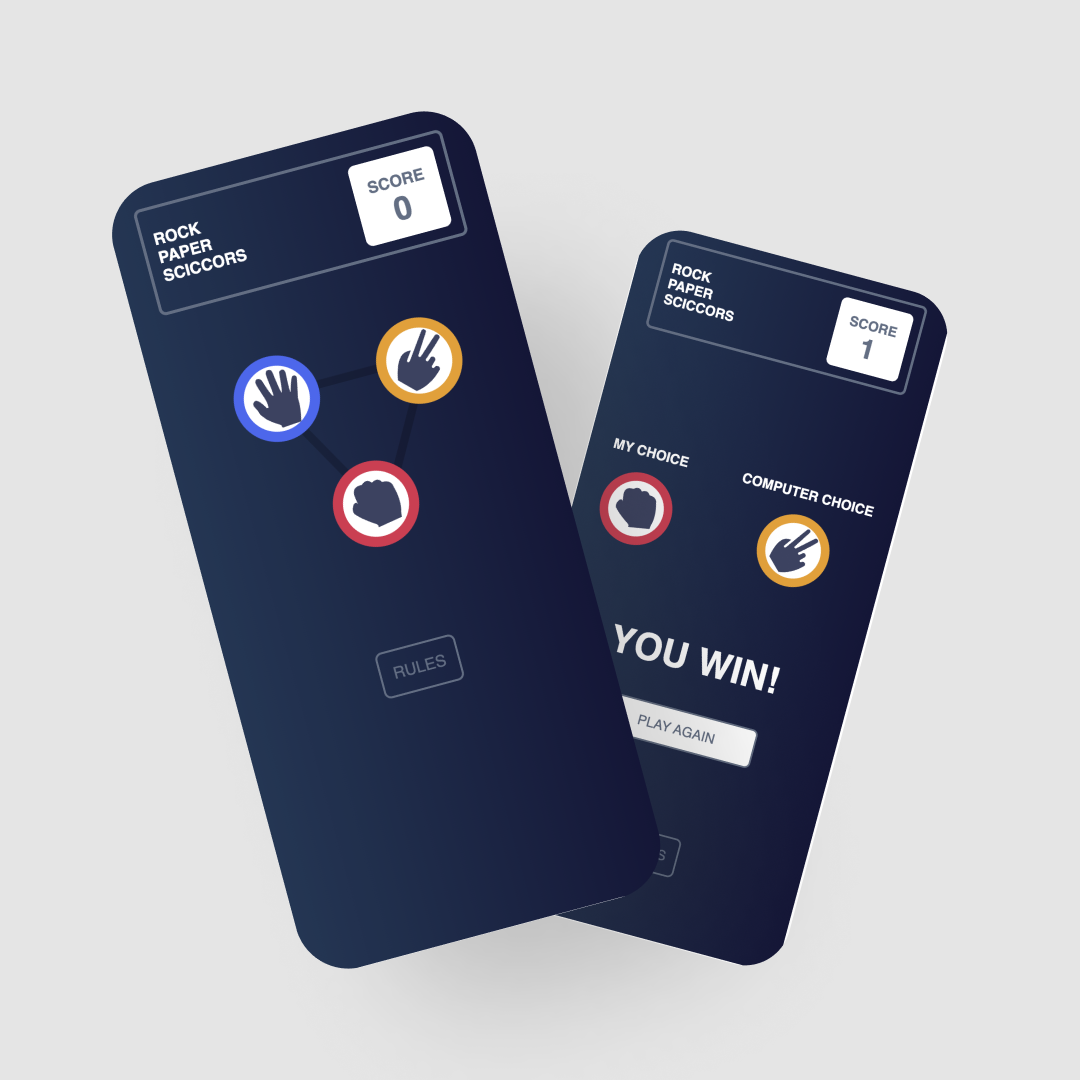 ROCK
PAPER
SCICCORS
SCORE
0
RULES
ROCK
PAPER
SCICCORS
SCORE
1
MY CHOICE
COMPUTER CHOICE
YOU WIN!
PLAY AGAIN
S